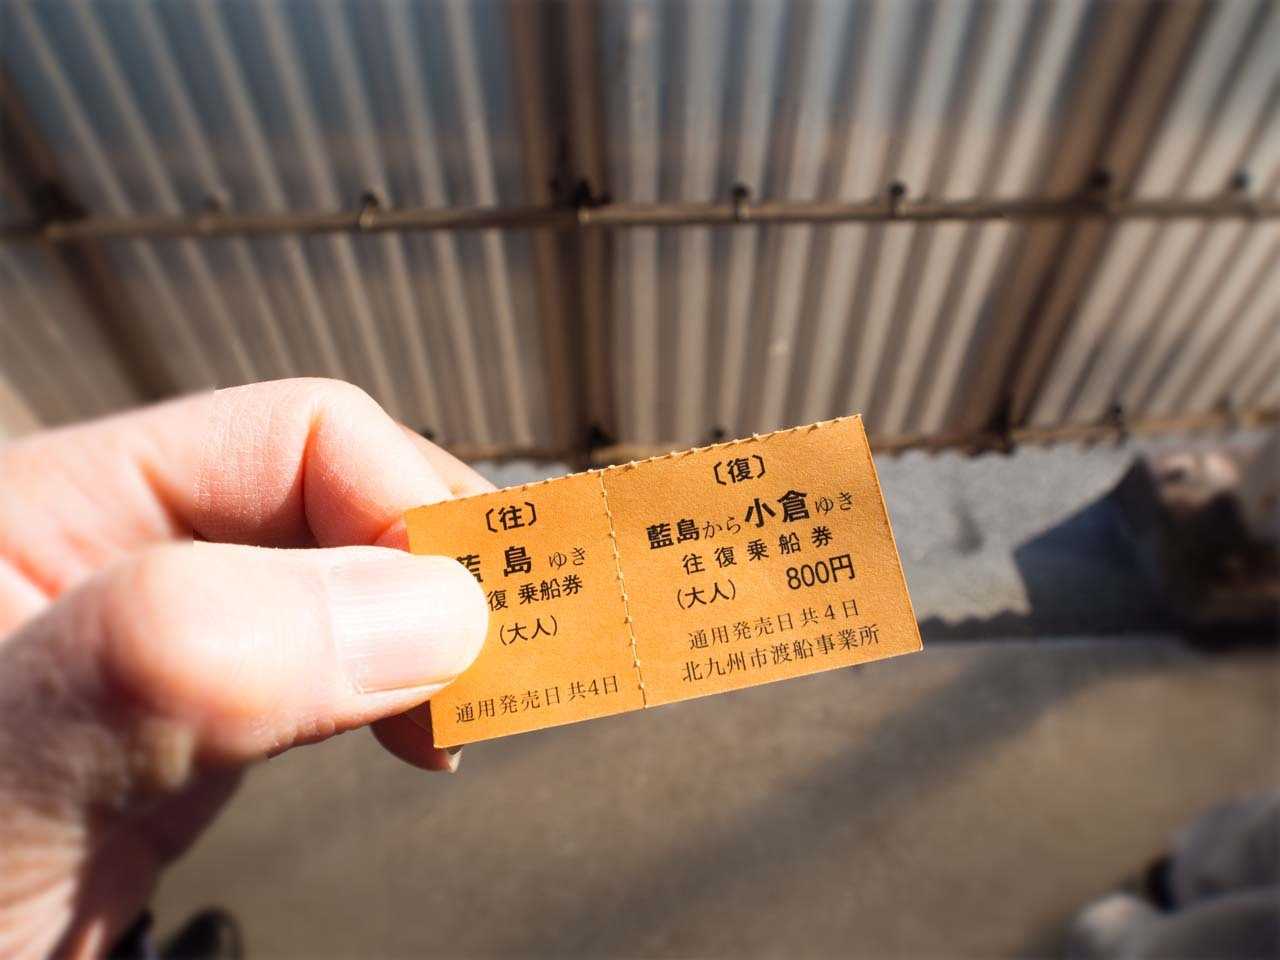 〔往〕
藍島 ゆき
復乗船券
(大人)
通用発売日共4日
〔復〕
藍島から小倉ゆき
往復乗船券
(大人) 800円
通用発売日共4日
北九州市渡船事業所